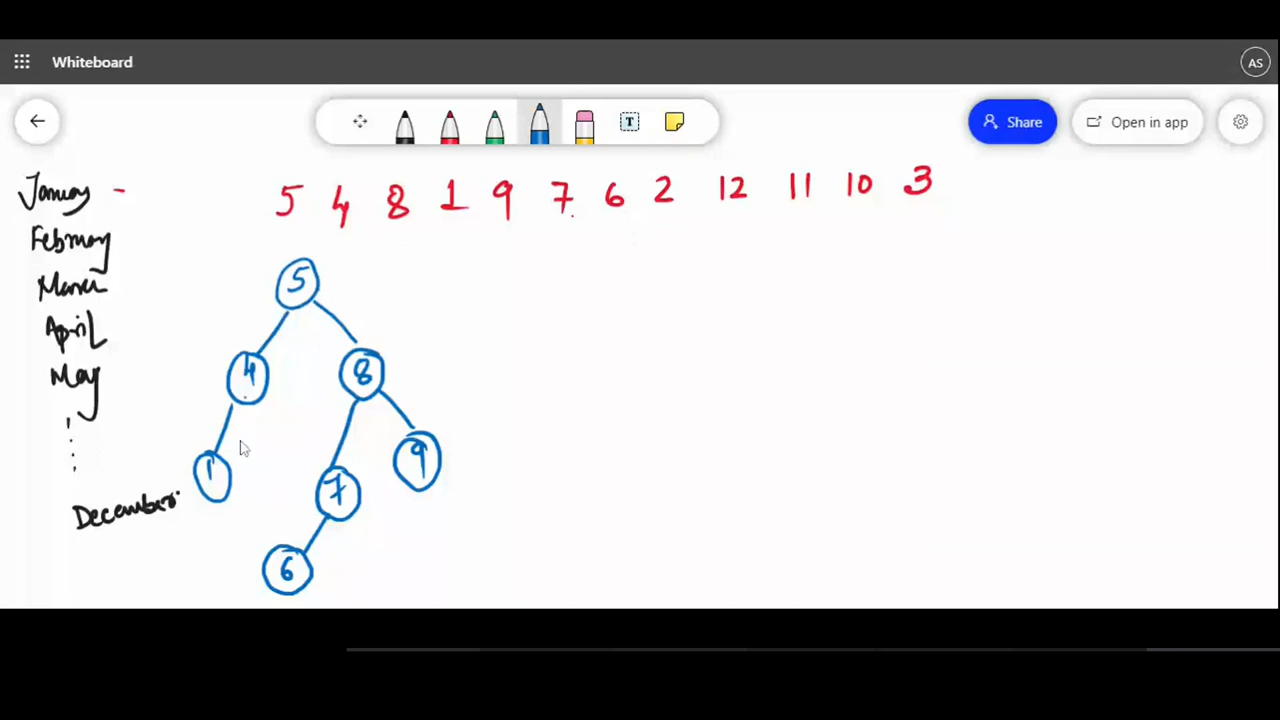 Whiteboard
AS
T
Share
Open in app
January -
5 4 8 1 9 7 6 2 12 11 10 3
February
March
April
May
December
5
4 8
1 7 9
6